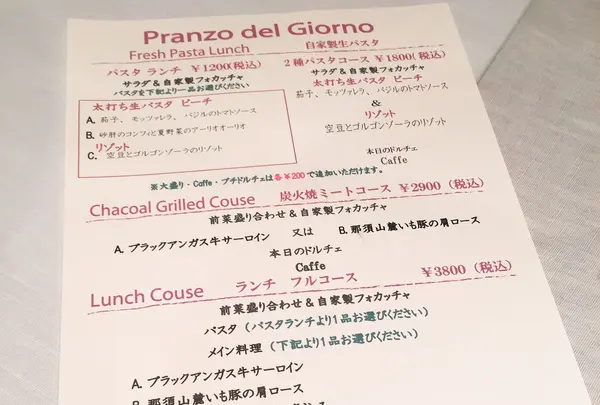 Pranzo del Giorno
Fresh Pasta Lunch 自家製生パスタ
パスタ ランチ ¥1200(税込)
サラダ&自家製フォカッチャ
パスタを下記より一品お選びください
太打ち生パスタ ピーチ
A. 茄子、モッツァレラ、バジルのトマトソース
B. 砂肝のコンフィと夏野菜のアーリオオーリオ
リゾット
C. 空豆とゴルゴンゾーラのリゾット
2種パスタコース ¥1800(税込)
サラダ&自家製フォカッチャ
太打ち生パスタ ピーチ
茄子、モッツァレラ、バジルのトマトソース
&
リゾット
空豆とゴルゴンゾーラのリゾット
本日のドルチェ
Caffe
※大盛り・Caffe・プチドルチェは各¥200で追加いただけます。
Chacoal Grilled Couse 炭火焼ミートコース ¥2900 (税込)
前菜盛り合わせ&自家製フォカッチャ
A. ブラックアンガス牛サーロイン 又は B. 那須山麓いも豚の肩ロース
本日のドルチェ
Caffe
Lunch Couse ランチ フルコース ¥3800 (税込)
前菜盛り合わせ&自家製フォカッチャ
パスタ (パスタランチより1品お選びください)
メイン料理 (下記より1品お選びください)
A. ブラックアンガス牛サーロイン
B. 那須山麓いも豚の肩ロース